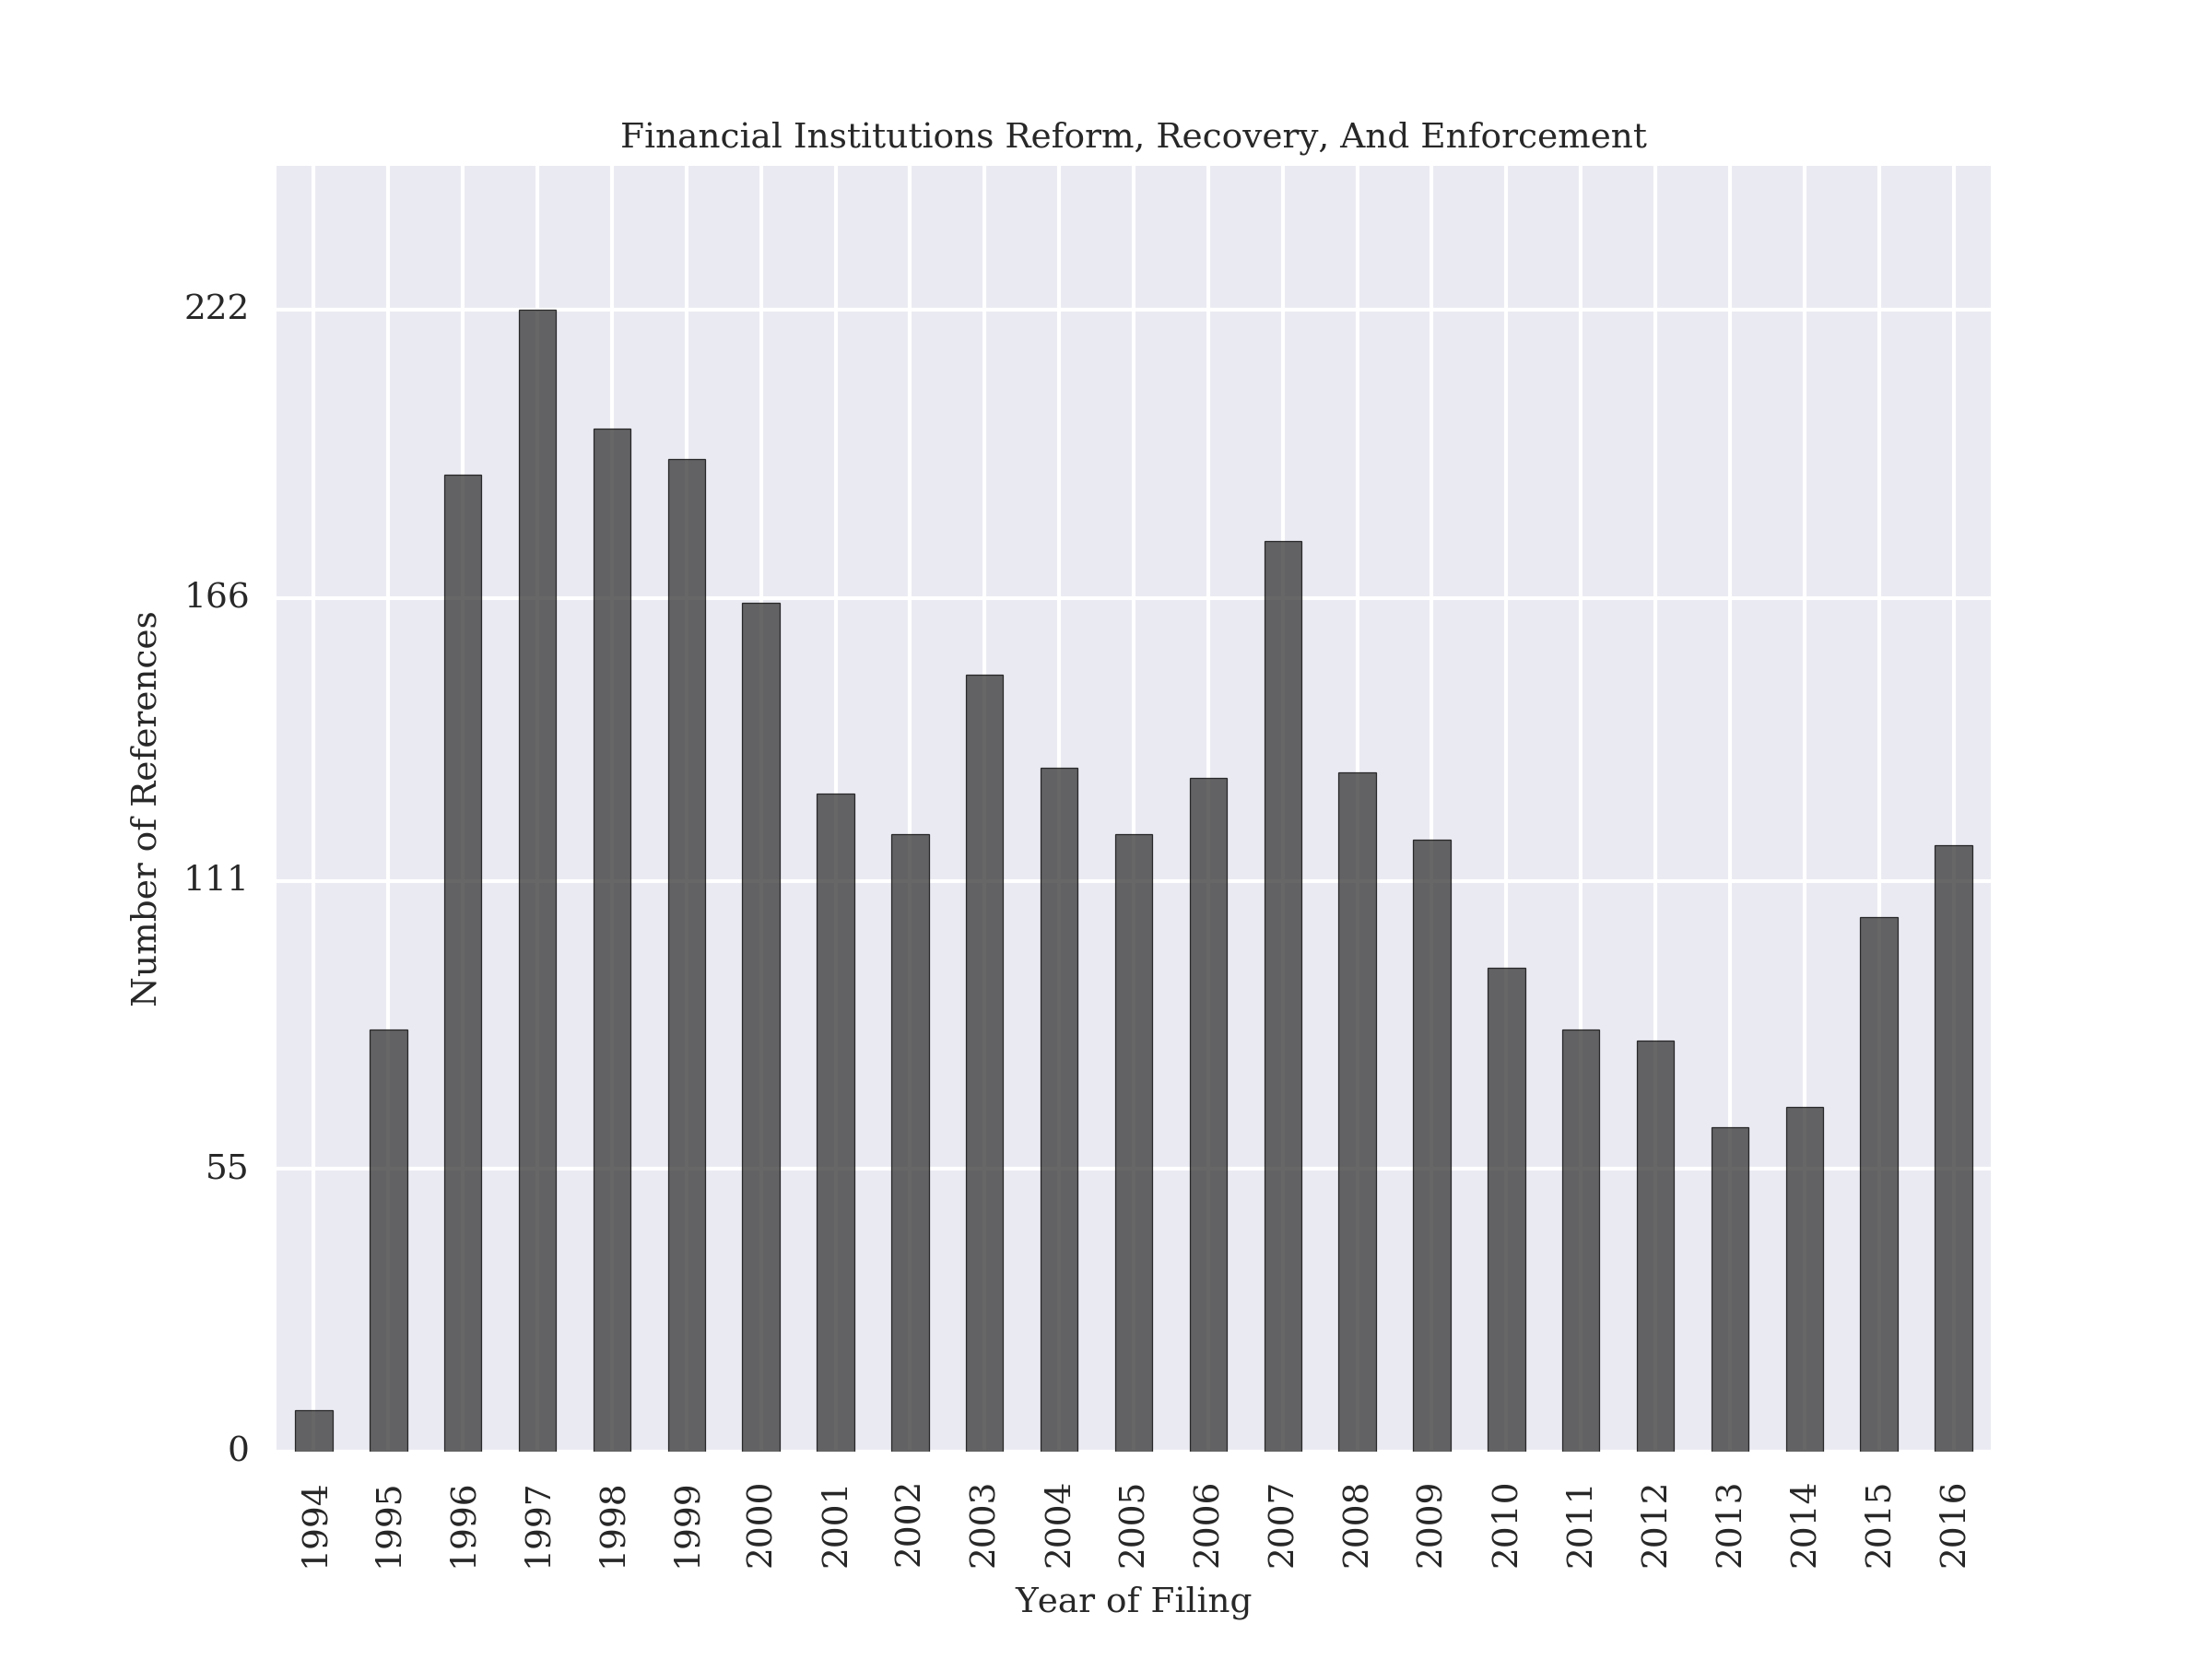 Financial Institutions Reform, Recovery, And Enforcement
222
166
111
55
0
Number of References
1994 1995 1996 1997 1998 1999 2000 2001 2002 2003 2004 2005 2006 2007 2008 2009 2010 2011 2012 2013 2014 2015 2016
Year of Filing